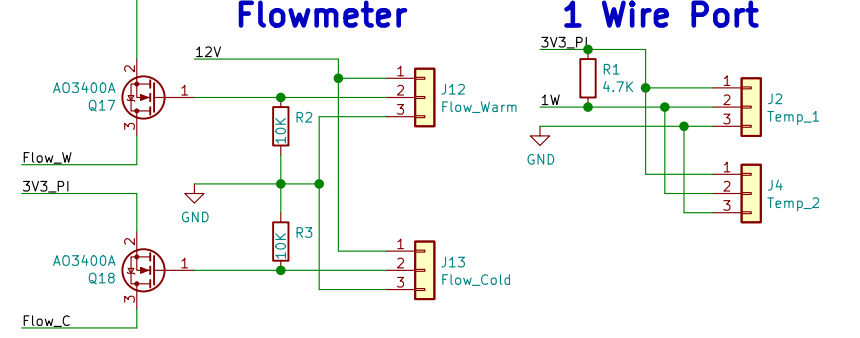 Flowmeter
1 Wire Port
12V
2
AO3400A
Q17
1
3
Flow_W
1
2
3
J12
Flow_Warm
R2
10K
GND
3V3_PI
2
AO3400A
Q18
1
3
Flow_C
R3
10K
1
2
3
J13
Flow_Cold
3V3_PI
R1
4.7K
1W
GND
1
2
3
J2
Temp_1
1
2
3
J4
Temp_2